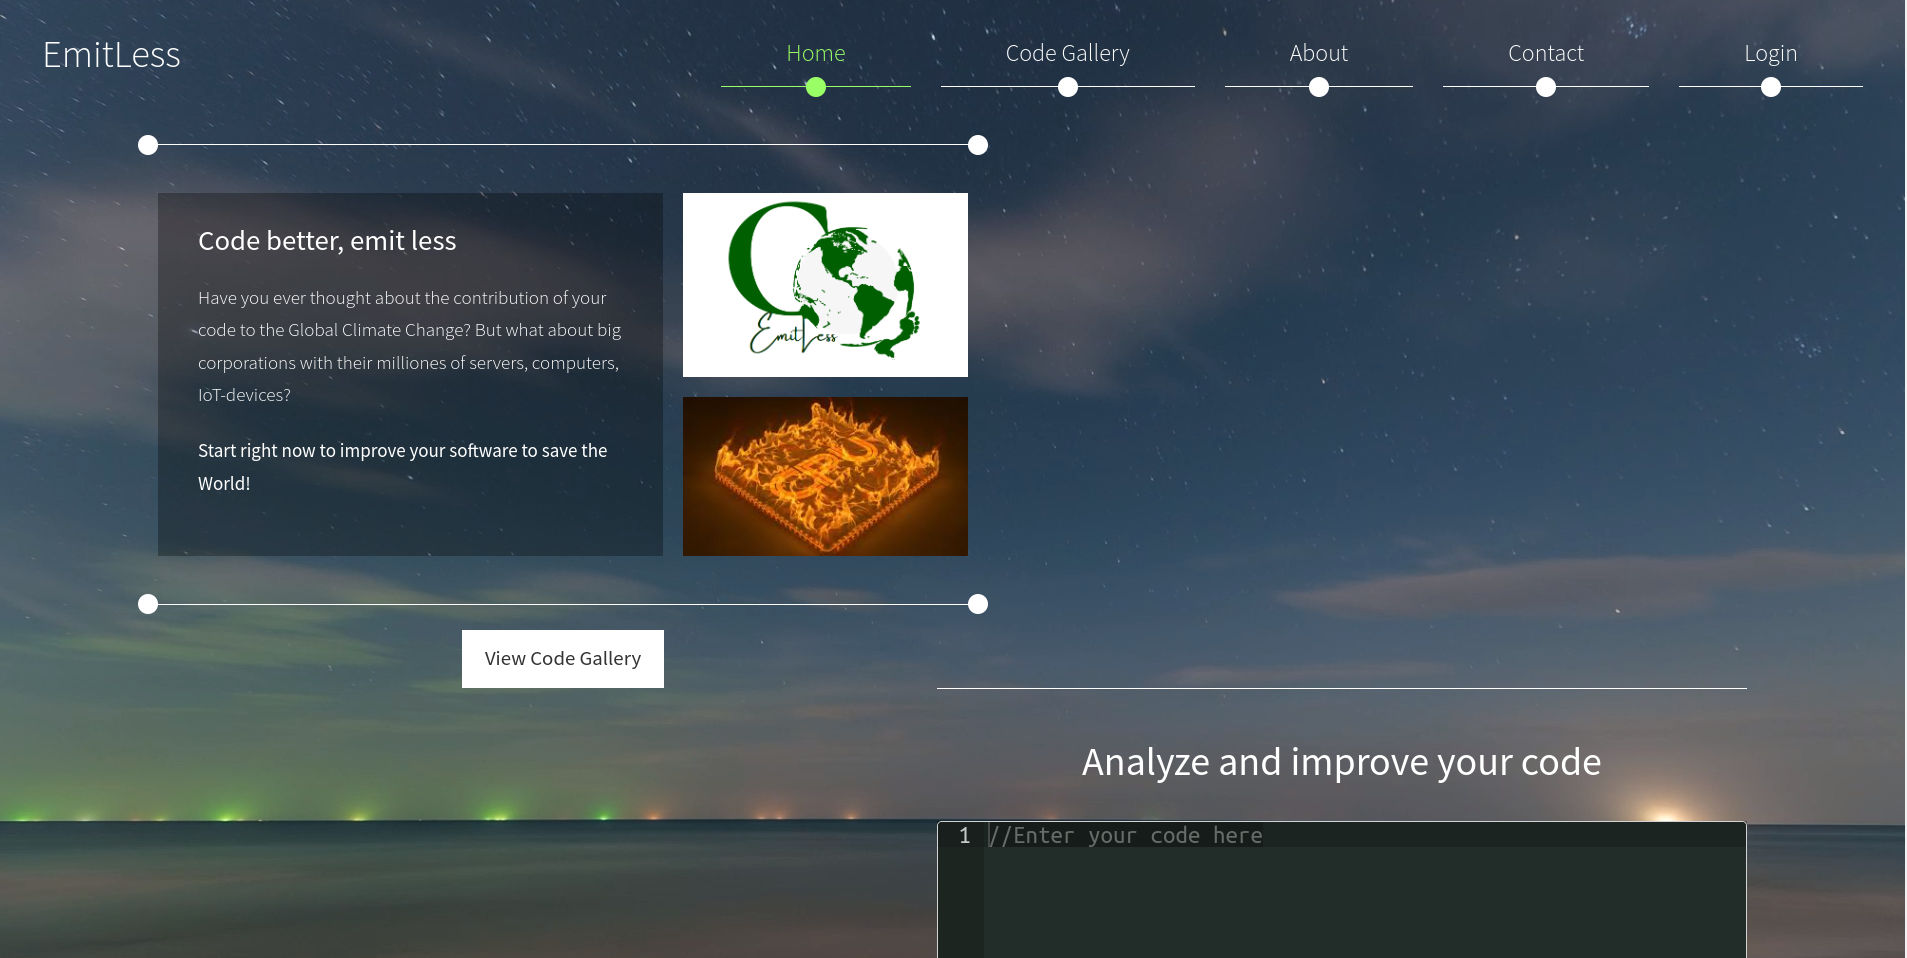 EmitLess
Home
Code Gallery
About
Contact
Login
Code better, emit less
Have you ever thought about the contribution of your
code to the Global Climate Change? But what about big
corporations with their milliones of servers, computers,
IoT-devices?
Start right now to improve your software to save the
World!
EmitLess
View Code Gallery
Analyze and improve your code
1 //Enter your code here